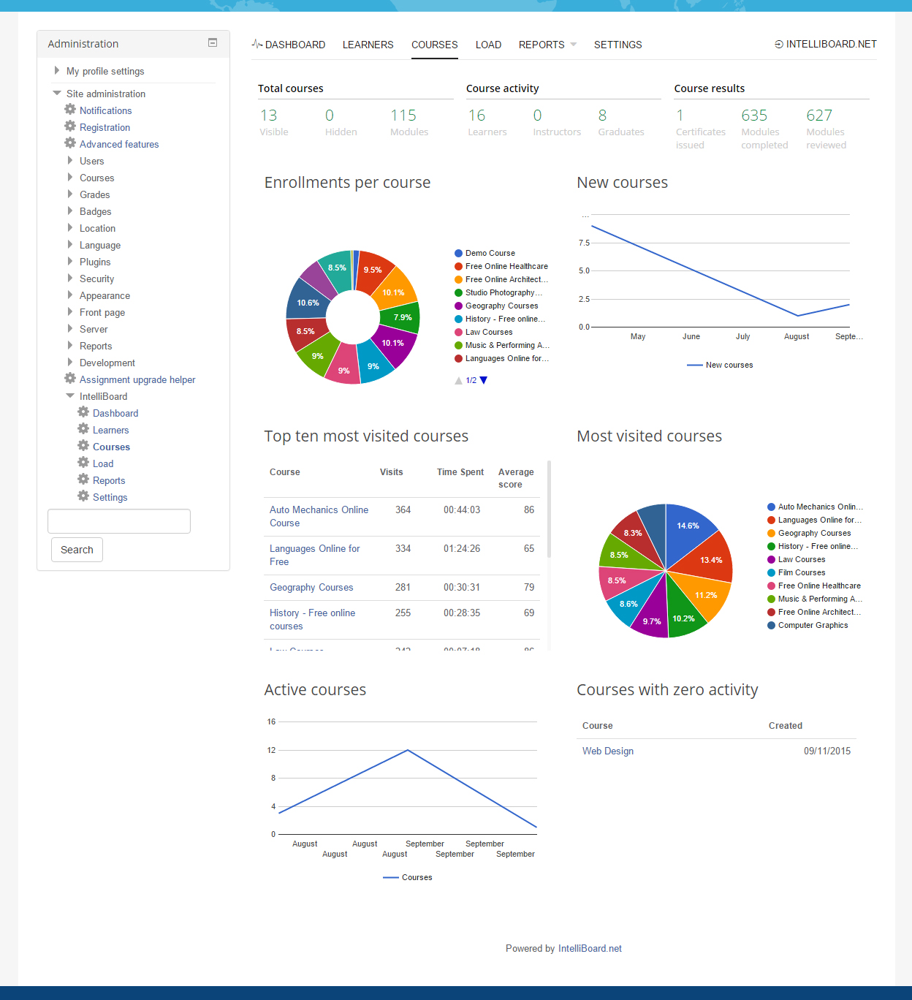 Administration
My profile settings
Site administration
Notifications
Registration
Advanced features
Users
Courses
Grades
Badges
Location
Language
Plugins
Security
Appearance
Front page
Server
Reports
Development
Assignment upgrade helper
IntelliBoard
Dashboard
Learners
Courses
Load
Reports
Settings
Search
DASHBOARD LEARNERS COURSES LOAD REPORTS SETTINGS INTELLIBOARD.NET
Total courses
13 0 115
Visible Hidden Modules
Course activity
16 0 8
Learners Instructors Graduates
Course results
1 635 627
Certificates issued
Modules completed
Modules reviewed
Enrollments per course
8.5% 9.5%
10.1%
10.6%
7.9%
8.5%
10.1%
9%
9%
9%
Demo Course
Free Online Healthcare
Free Online Architect...
Studio Photography...
Geography Courses
History - Free online...
Law Courses
Music & Performing A...
Languages Online for...
1/2
New courses
...
7.5
5.0
2.5
0.0
May June July August Septe...
New courses
Top ten most visited courses
Course Visits Time Spent Average score
Auto Mechanics Online Course 364 00:44:03 86
Languages Online for Free 334 01:24:26 65
Geography Courses 281 00:30:31 79
History - Free online courses 255 00:28:35 69
Law Courses 242 00:07:18 86
Most visited courses
14.6%
8.3%
8.5%
13.4%
8.5%
11.2%
8.6%
9.7%
10.2%
Auto Mechanics Onlin...
Languages Online for...
Geography Courses
History - Free online...
Law Courses
Film Courses
Free Online Healthcare
Music & Performing A...
Free Online Architect...
Computer Graphics
Active courses
16
12
8
4
0
August August September September
August August September September
Courses
Courses with zero activity
Course Created
Web Design 09/11/2015
Powered by IntelliBoard.net